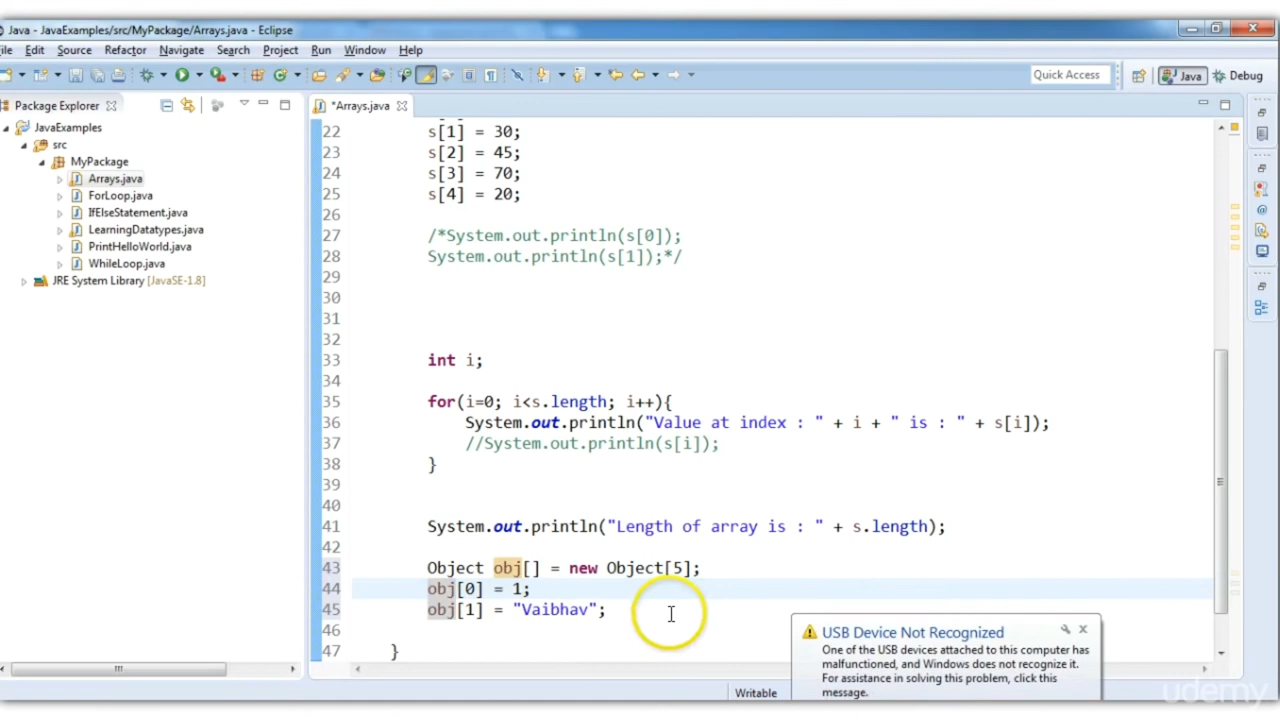 Java - JavaExamples/src/MyPackage/Arrays.java - Eclipse
ile Edit Source Refactor Navigate Search Project Run Window Help
Quick Access Java Debug
Package Explorer
JavaExamples
src
MyPackage
Arrays.java
ForLoop.java
IfElseStatement.java
LearningDatatypes.java
PrintHelloWorld.java
WhileLoop.java
JRE System Library [JavaSE-1.8]
*Arrays.java
22 s[1] = 30;
23 s[2] = 45;
24 s[3] = 70;
25 s[4] = 20;
26
27 /*System.out.println(s[0]);
28 System.out.println(s[1]);*/
29
30
31
32
33 int i;
34
35 for(i=0; i<s.length; i++){
36 System.out.println("Value at index : " + i + " is : " + s[i]);
37 //System.out.println(s[i]);
38 }
39
40
41 System.out.println("Length of array is : " + s.length);
42
43 Object obj[] = new Object[5];
44 obj[0] = 1;
45 obj[1] = "Vaibhav";
46
47 }
USB Device Not Recognized
One of the USB devices attached to this computer has
malfunctioned, and Windows does not recognize it.
For assistance in solving this problem, click this
message.
Writable
udemy